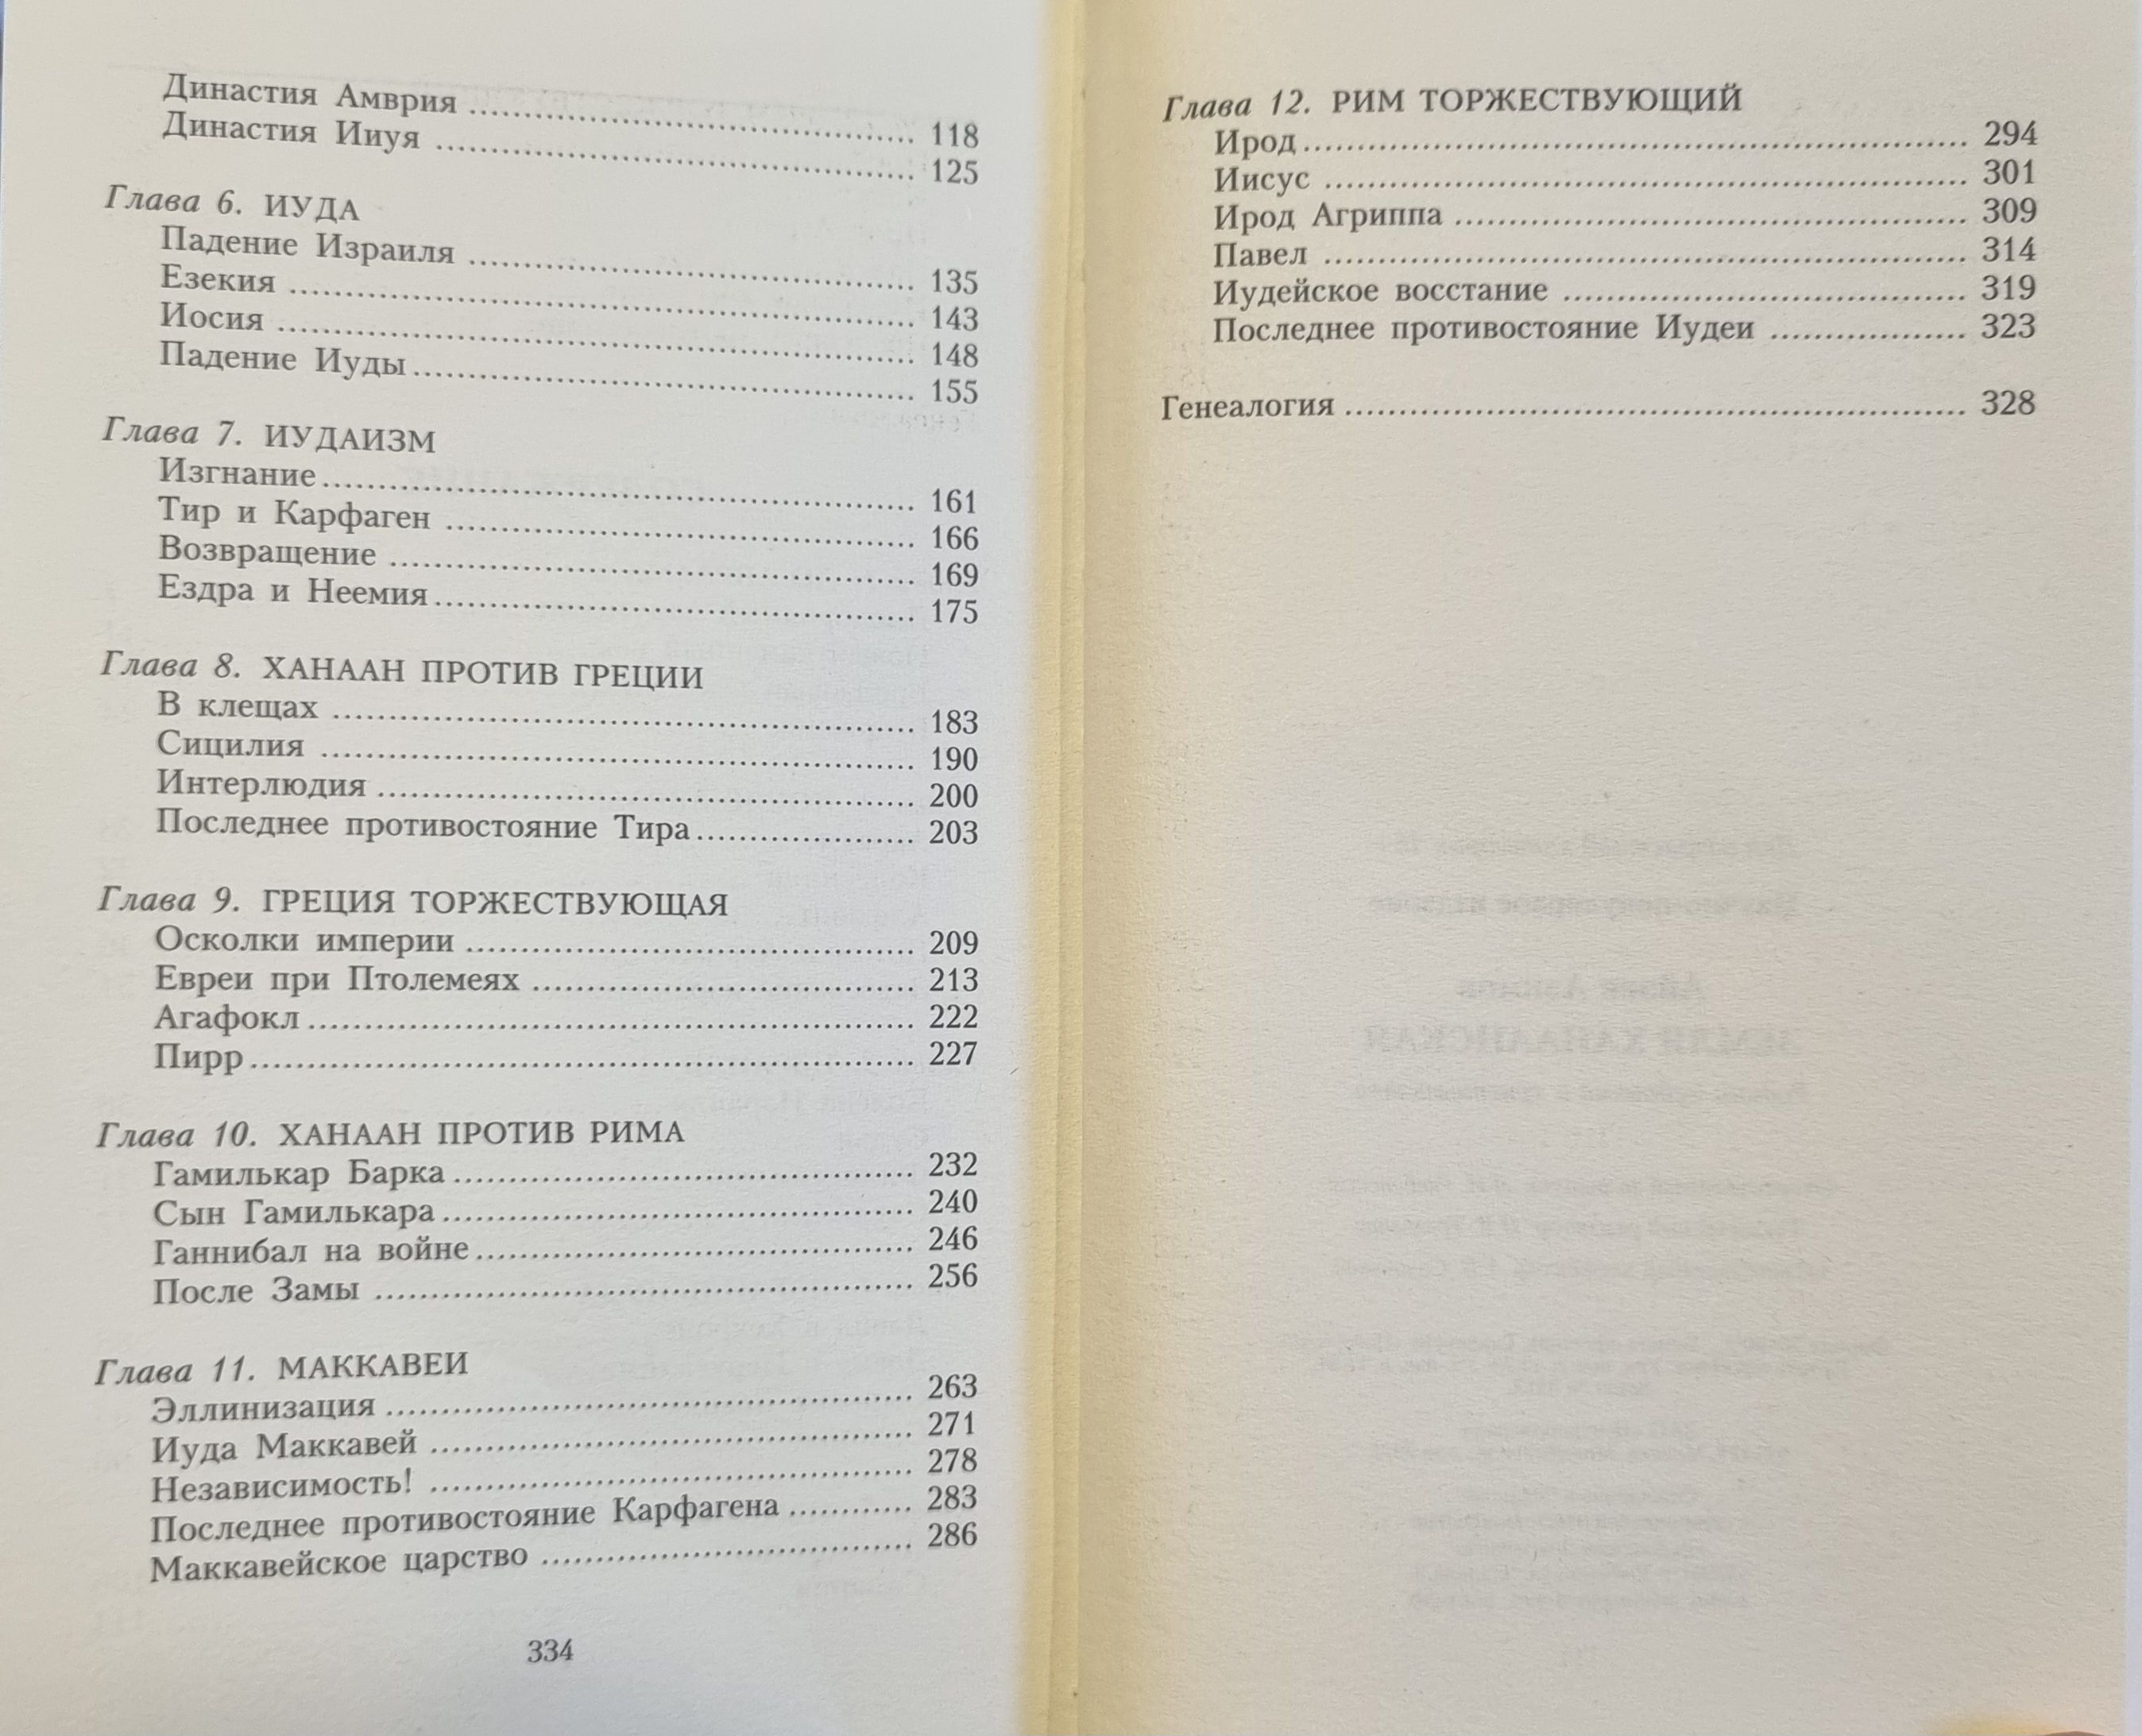 Династия Амврия ........ 118
Династия Ииуя ........ 125
Глава 6. ИУДА
Падение Израиля ........ 135
Езекия ........ 143
Иосия ........ 148
Падение Иуды ........ 155
Глава 7. ИУДАИЗМ
Изгнание ........ 161
Тир и Карфаген ........ 166
Возвращение ........ 169
Ездра и Неемия ........ 175
Глава 8. ХАНААН ПРОТИВ ГРЕЦИИ
В клещах ........ 183
Сицилия ........ 190
Интерлюдия ........ 200
Последнее противостояние Тира ........ 203
Глава 9. ГРЕЦИЯ ТОРЖЕСТВУЮЩАЯ
Осколки империи ........ 209
Евреи при Птолемеях ........ 213
Агафокл ........ 222
Пирр ........ 227
Глава 10. ХАНААН ПРОТИВ РИМА
Гамилькар Барка ........ 232
Сын Гамилькара ........ 240
Ганнибал на войне ........ 246
После Замы ........ 256
Глава 11. МАККАВЕИ
Эллинизация ........ 263
Иуда Маккавей ........ 271
Независимость! ........ 278
Последнее противостояние Карфагена ........ 283
Маккавейское царство ........ 286
334
Глава 12. РИМ ТОРЖЕСТВУЮЩИЙ
Ирод ........ 294
Иисус ........ 301
Ирод Агриппа ........ 309
Павел ........ 314
Иудейское восстание ........ 319
Последнее противостояние Иудеи ........ 323
Генеалогия ........ 328